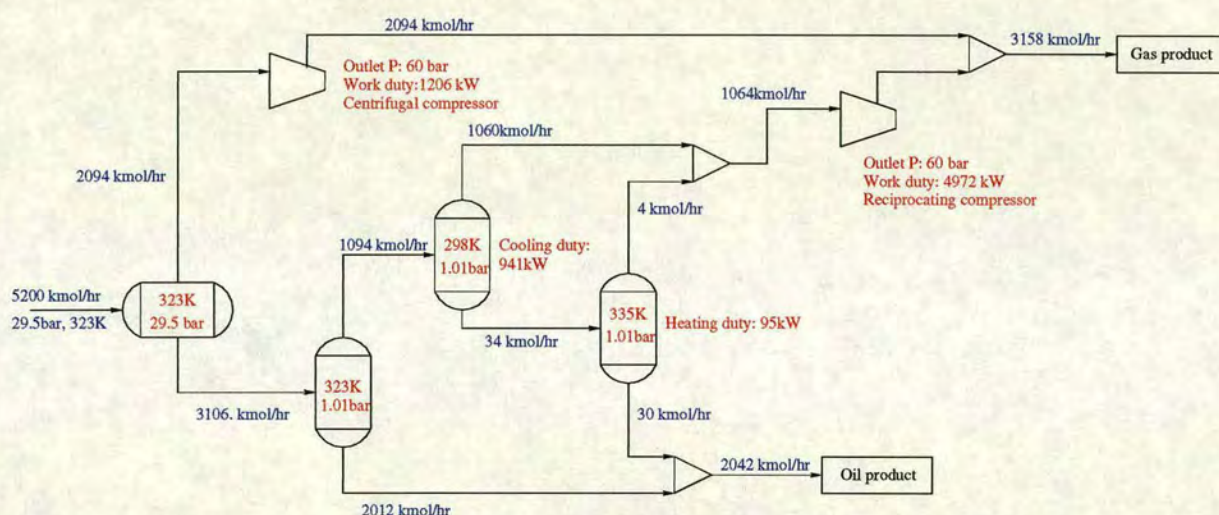 2094 kmol/hr
3158 kmol/hr
Gas product
Outlet P: 60 bar
Work duty:1206 kW
Centrifugal compressor
1064kmol/hr
1060kmol/hr
2094 kmol/hr
Outlet P: 60 bar
Work duty: 4972 kW
Reciprocating compressor
4 kmol/hr
1094 kmol/hr
298K
1.01bar
Cooling duty:
941kW
5200 kmol/hr
29.5bar, 323K
323K
29.5 bar
34 kmol/hr
335K
1.01bar
Heating duty: 95kW
3106. kmol/hr
323K
1.01bar
30 kmol/hr
2042 kmol/hr
Oil product
2012 kmol/hr